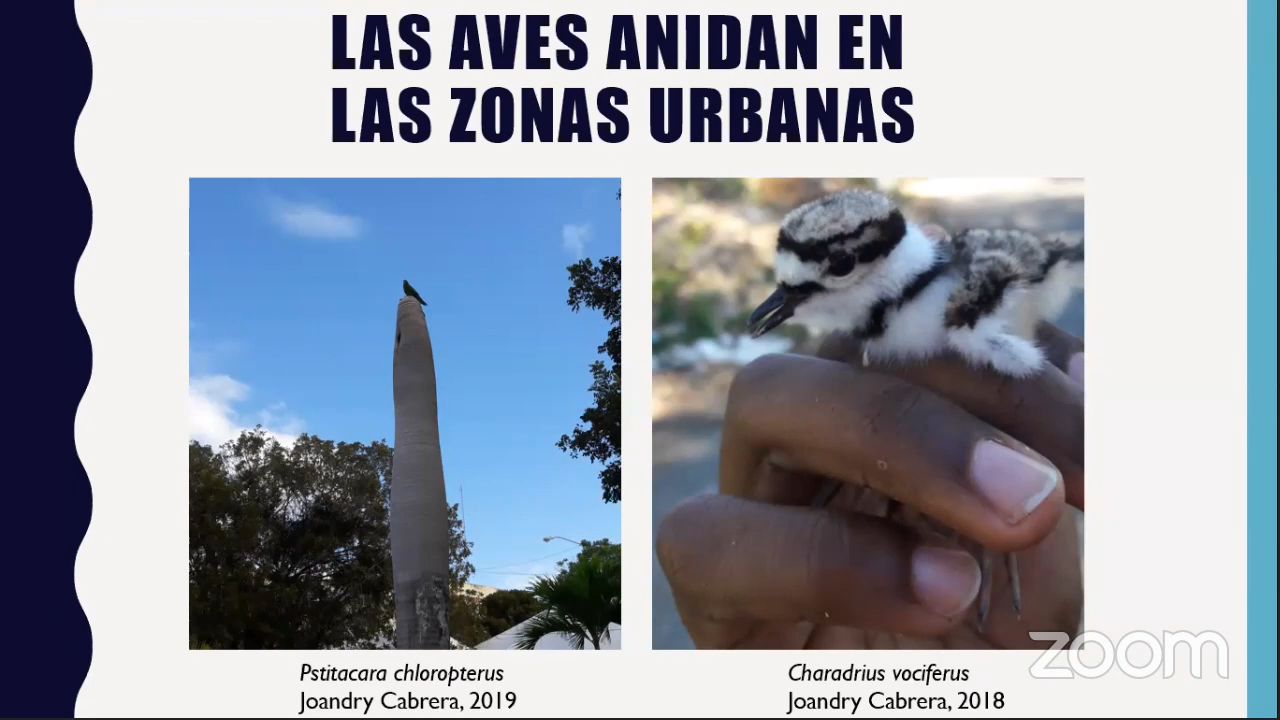 LAS AVES ANIDAN EN
LAS ZONAS URBANAS
Pstitacara chloropterus
Joandry Cabrera, 2019
Charadrius vociferus
Joandry Cabrera, 2018
zoom